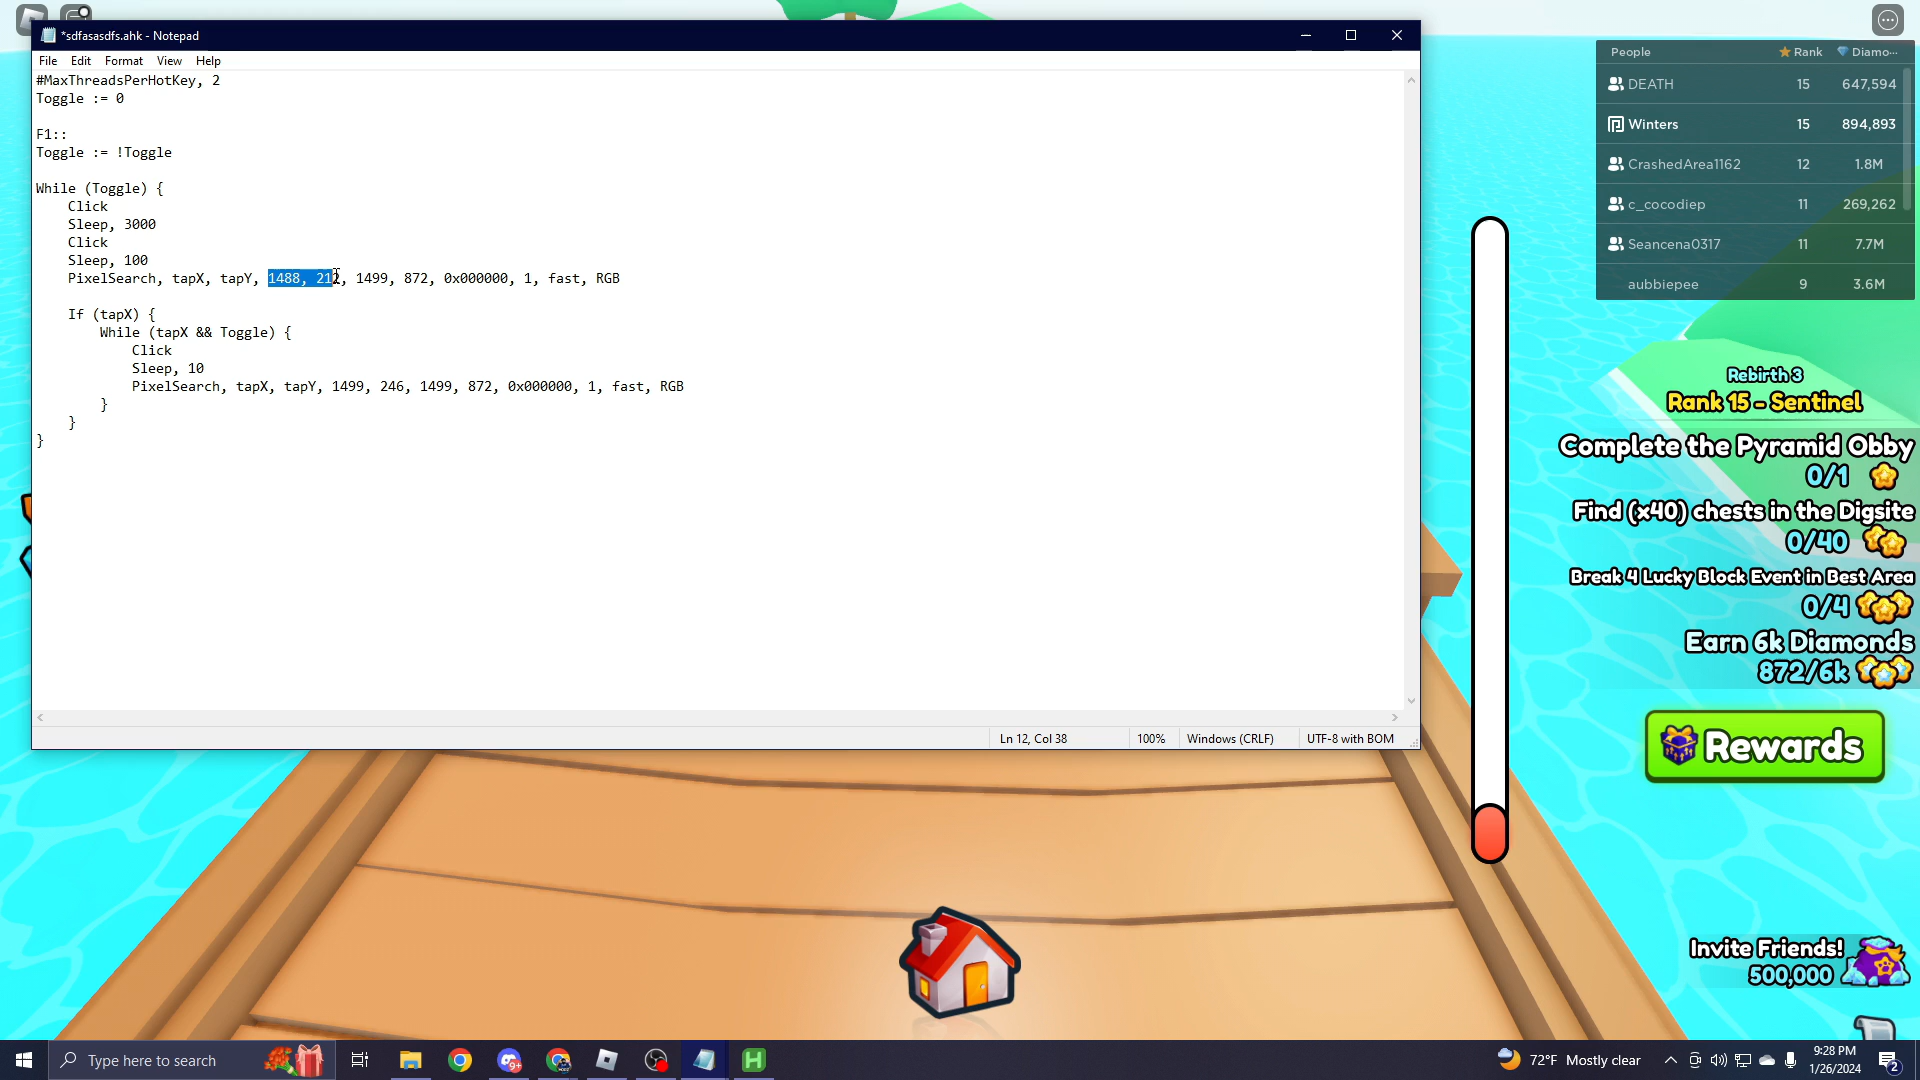 *sdfasasdfs.ahk - Notepad
File Edit Format View Help
#MaxThreadsPerHotKey, 2
Toggle := 0
F1::
Toggle := !Toggle
While (Toggle) {
Click
Sleep, 3000
Click
Sleep, 100
PixelSearch, tapX, tapY, 1488, 212, 1499, 872, 0x000000, 1, fast, RGB
If (tapX) {
While (tapX && Toggle) {
Click
Sleep, 10
PixelSearch, tapX, tapY, 1499, 246, 1499, 872, 0x000000, 1, fast, RGB
}
}
}
Ln 12, Col 38 100% Windows (CRLF) UTF-8 with BOM
People Rank Diamo...
DEATH 15 647,594
Winters 15 894,893
CrashedArea1162 12 1.8M
c_cocodiep 11 269,262
Seancena0317 11 7.7M
aubbiepee 9 3.6M
Rebirth 3
Rank 15 - Sentinel
Complete the Pyramid Obby
0/1
Find (x40) chests in the Digsite
0/40
Break 4 Lucky Block Event in Best Area
0/4
Earn 6k Diamonds
872/6k
Rewards
Invite Friends!
500,000
Type here to search
9+
72°F Mostly clear
9:28 PM
1/26/2024
2
H